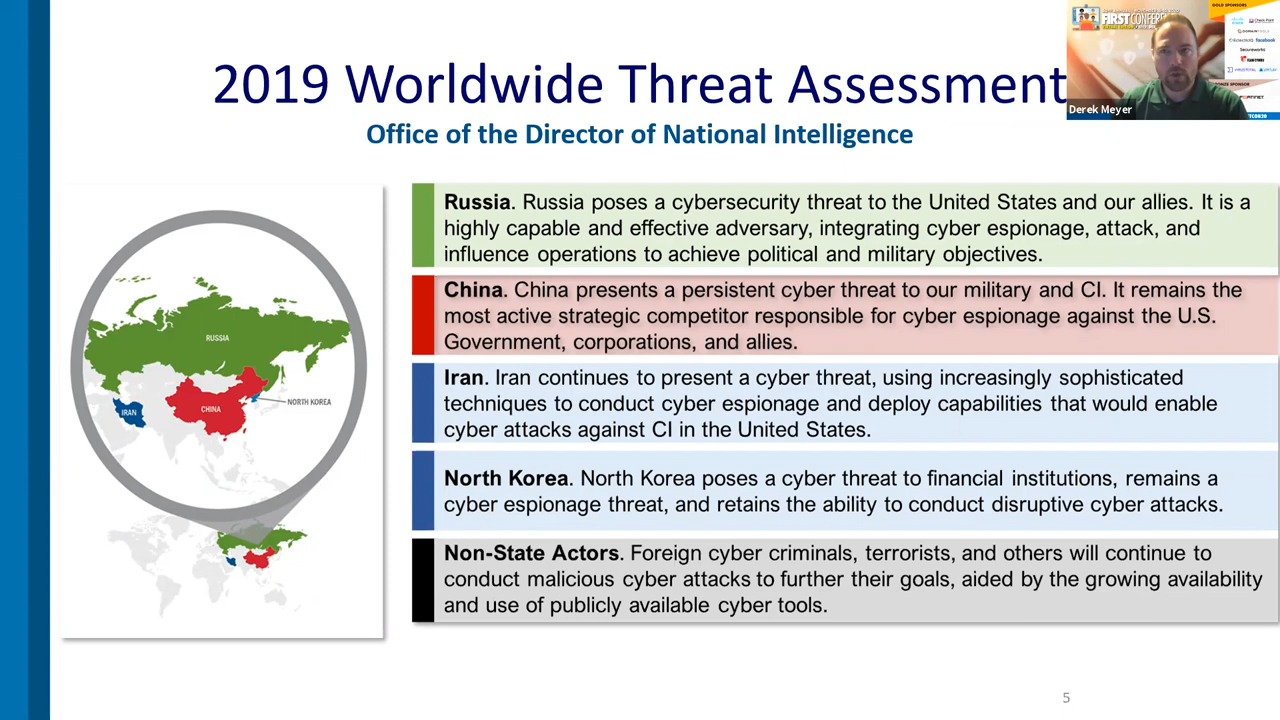 2019 Worldwide Threat Assessment
Office of the Director of National Intelligence
FIRST CONFE
GOLD SPONSORS
Check Point
DOMAINTOOLS
facebook
Secureworks
Derek Meyer
Russia. Russia poses a cybersecurity threat to the United States and our allies. It is a
highly capable and effective adversary, integrating cyber espionage, attack, and
influence operations to achieve political and military objectives.
China. China presents a persistent cyber threat to our military and CI. It remains the
most active strategic competitor responsible for cyber espionage against the U.S.
Government, corporations, and allies.
Iran. Iran continues to present a cyber threat, using increasingly sophisticated
techniques to conduct cyber espionage and deploy capabilities that would enable
cyber attacks against CI in the United States.
North Korea. North Korea poses a cyber threat to financial institutions, remains a
cyber espionage threat, and retains the ability to conduct disruptive cyber attacks.
Non-State Actors. Foreign cyber criminals, terrorists, and others will continue to
conduct malicious cyber attacks to further their goals, aided by the growing availability
and use of publicly available cyber tools.
RUSSIA
IRAN
CHINA
NORTH KOREA
5